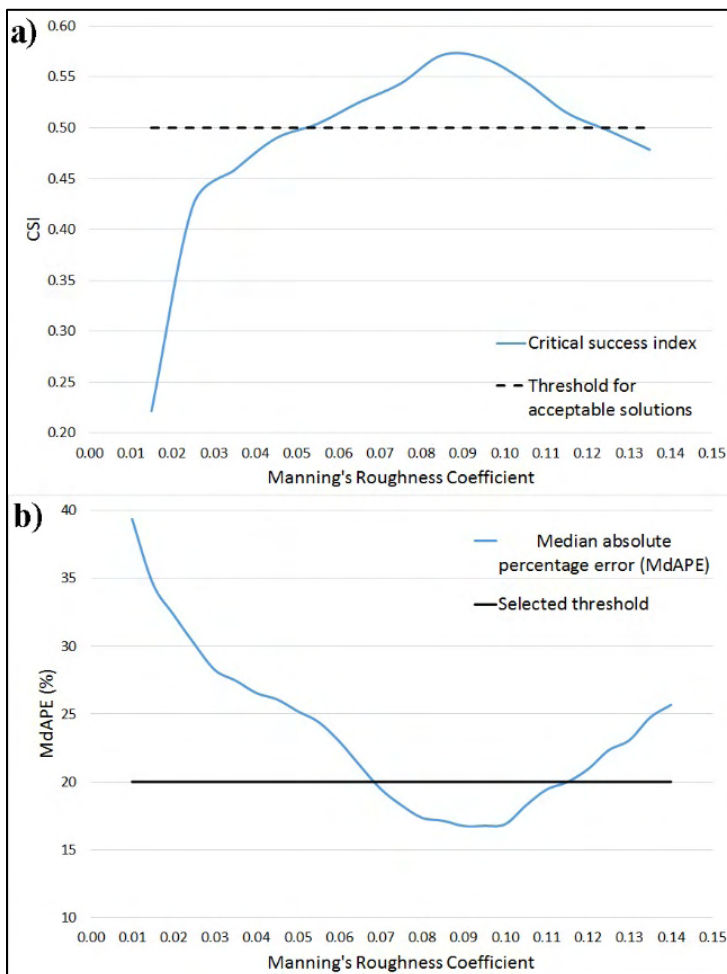 a)
0.60
0.55
0.50
0.45
0.40
0.35
0.30
0.25
0.20
CSI
Critical success index
Threshold for
acceptable solutions
0.00 0.01 0.02 0.03 0.04 0.05 0.06 0.07 0.08 0.09 0.10 0.11 0.12 0.13 0.14 0.15
Manning's Roughness Coefficient
b)
40
35
30
25
20
15
10
MdAPE (%)
Median absolute
percentage error (MdAPE)
Selected threshold
0.00 0.01 0.02 0.03 0.04 0.05 0.06 0.07 0.08 0.09 0.10 0.11 0.12 0.13 0.14 0.15
Manning's Roughness Coefficient